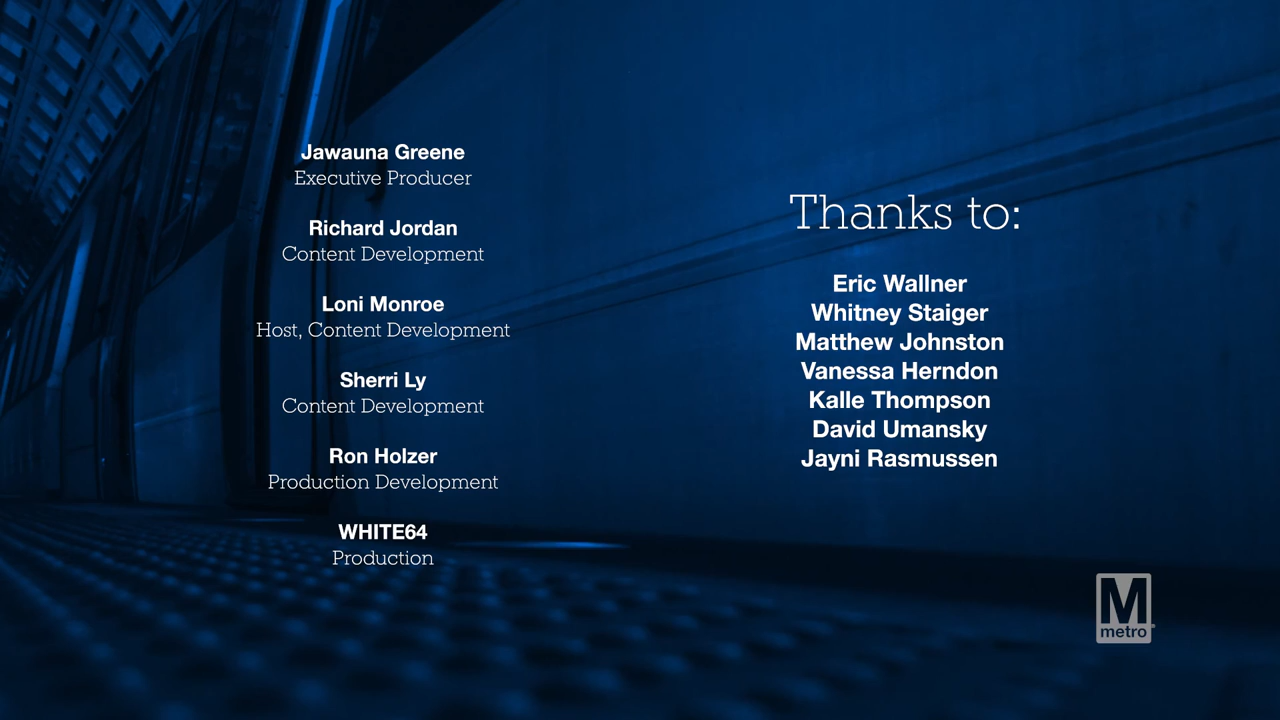 Jawauna Greene
Executive Producer
Richard Jordan
Content Development
Loni Monroe
Host, Content Development
Sherri Ly
Content Development
Ron Holzer
Production Development
WHITE64
Production
Thanks to:
Eric Wallner
Whitney Staiger
Matthew Johnston
Vanessa Herndon
Kalle Thompson
David Umansky
Jayni Rasmussen
M
metro